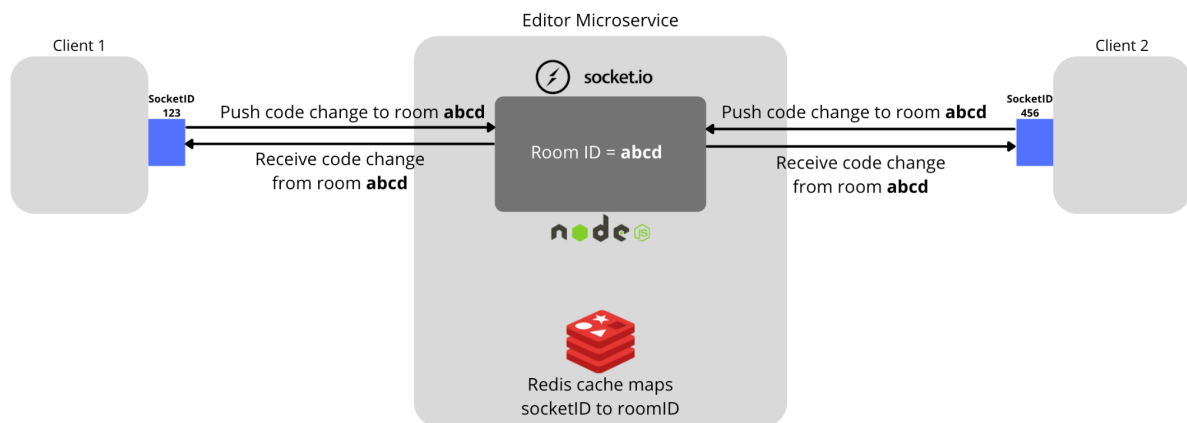 Editor Microservice
Client 1
Client 2
socket.io
SocketID
123
Push code change to room abcd
Receive code change
from room abcd
Room ID = abcd
Push code change to room abcd
Receive code change
from room abcd
SocketID
456
node
JS
Redis cache maps
socketID to roomID